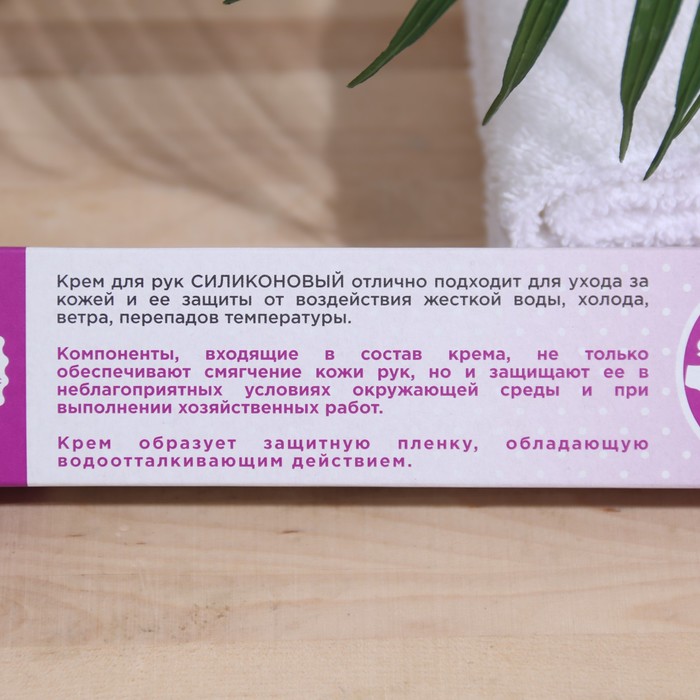 Крем для рук СИЛИКОНОВЫЙ отлично подходит для ухода за
кожей и ее защиты от воздействия жесткой воды, холода,
ветра, перепадов температуры.
Компоненты, входящие в состав крема, не только
обеспечивают смягчение кожи рук, но и защищают ее в
неблагоприятных условиях окружающей среды и при
выполнении хозяйственных работ.
Крем образует защитную пленку, обладающую
водоотталкивающим действием.